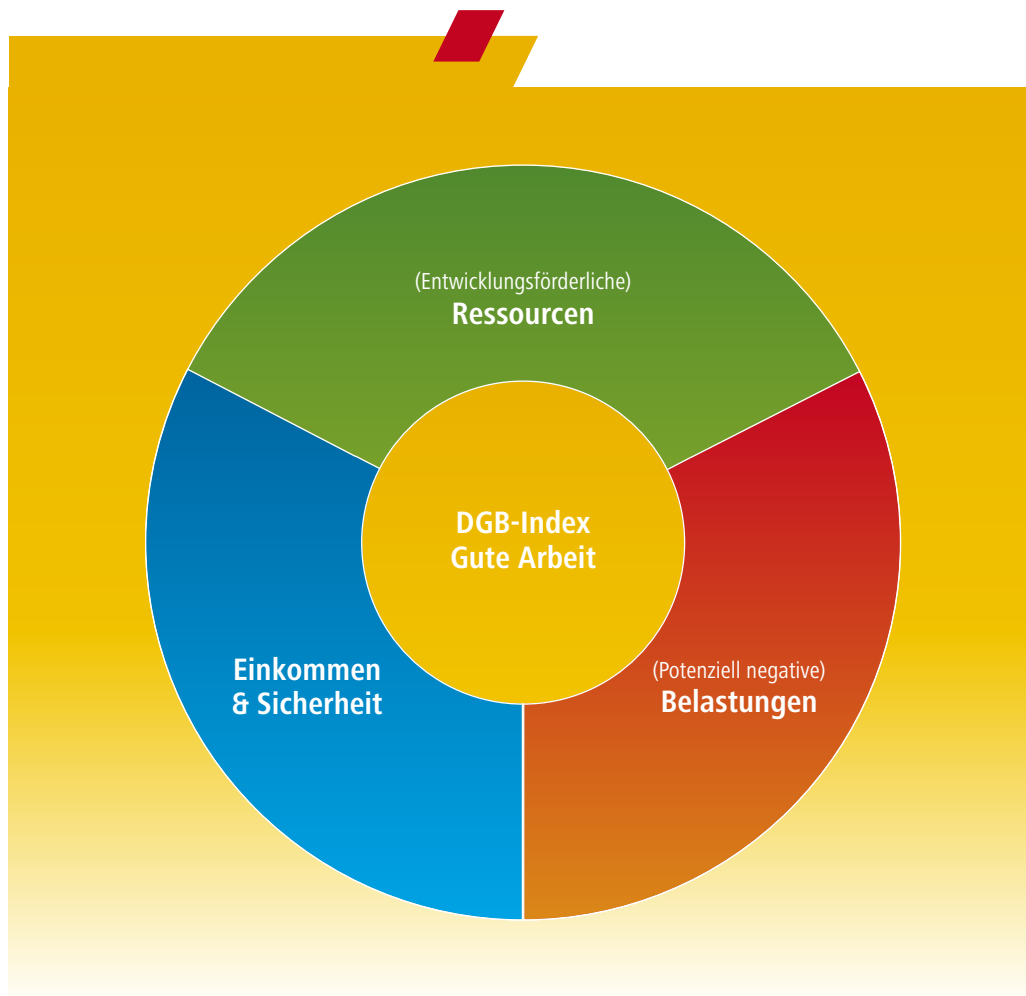 (Entwicklungsförderliche)
Ressourcen
DGB-Index
Gute Arbeit
Einkommen
& Sicherheit
(Potenziell negative)
Belastungen